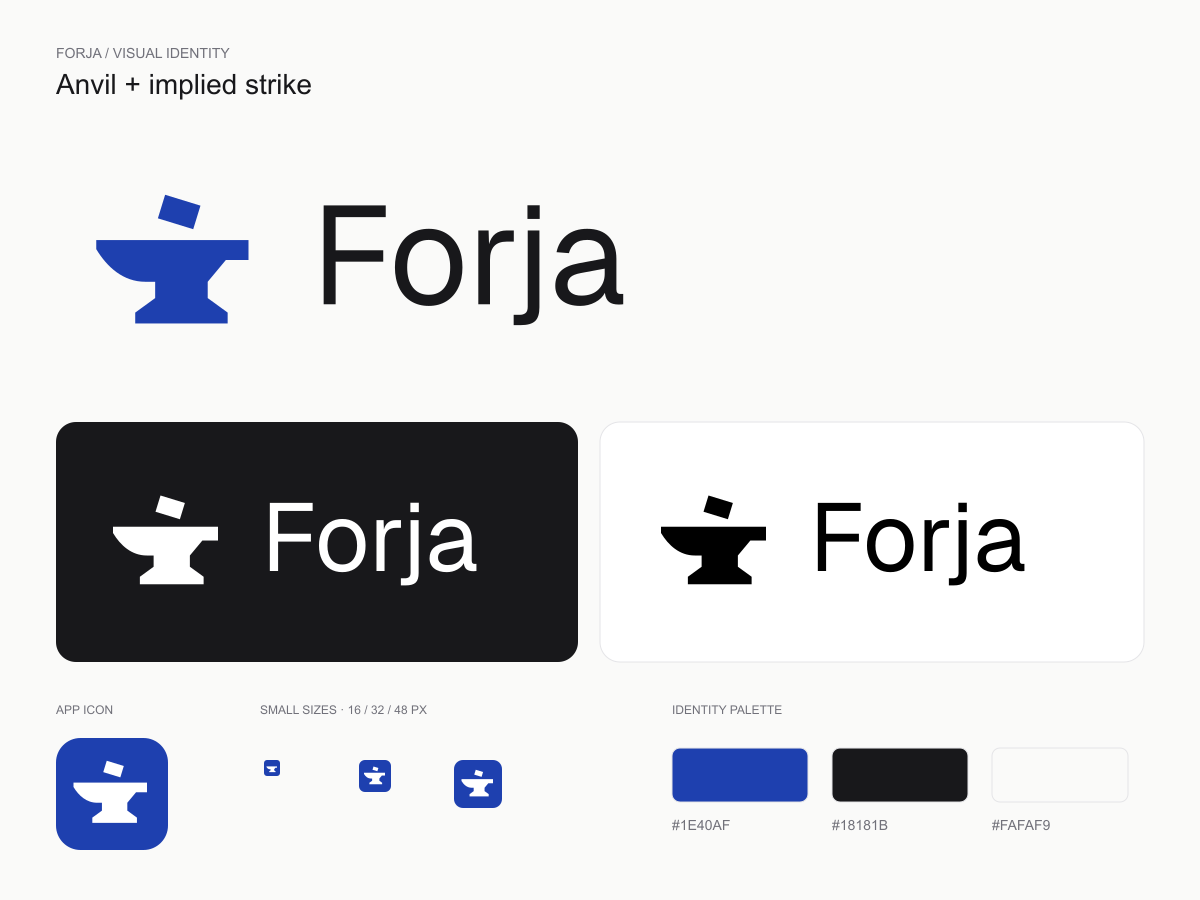 FORJA / VISUAL IDENTITY
Anvil + implied strike
Forja
Forja
Forja
APP ICON
SMALL SIZES · 16 / 32 / 48 PX
IDENTITY PALETTE
#1E40AF
#18181B
#FAFAF9